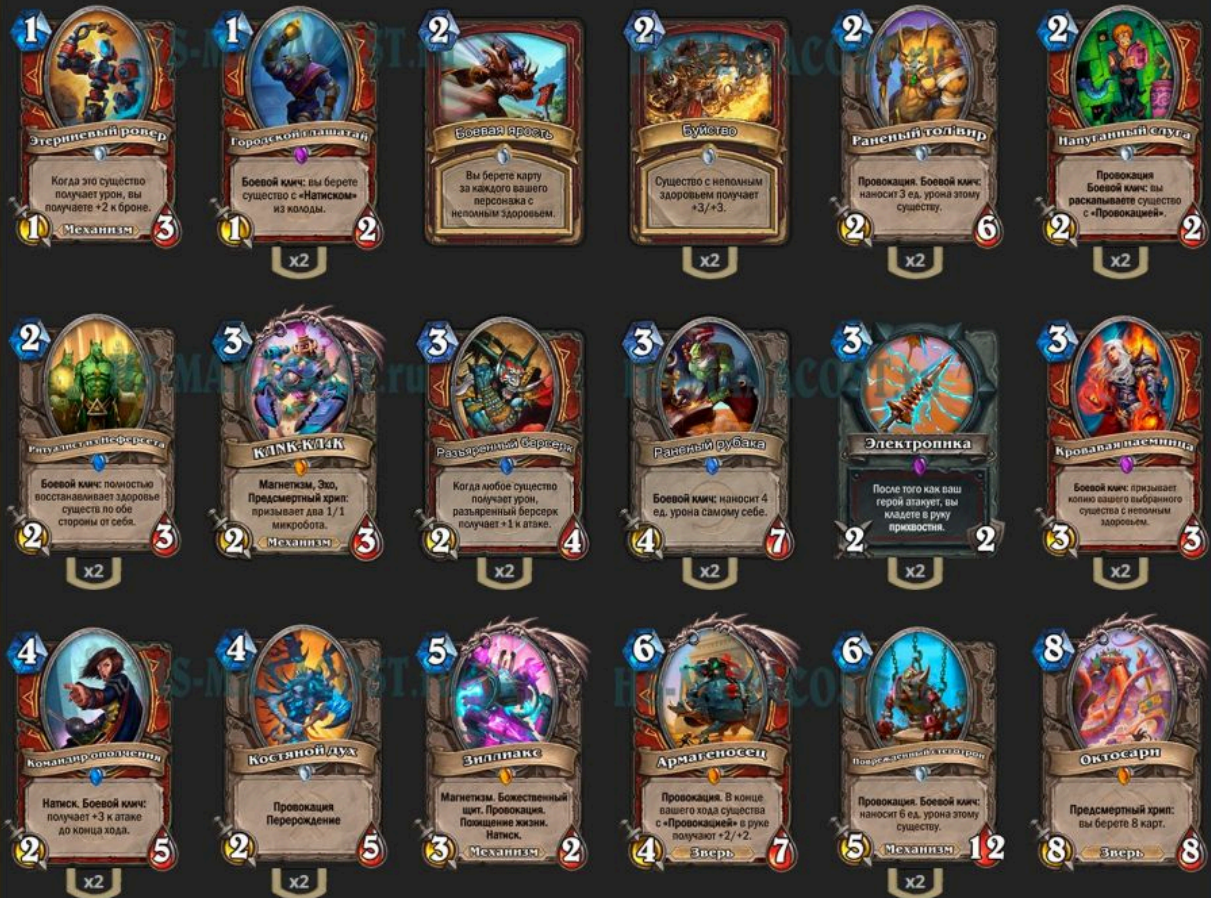 1
Этерниевый ровер
Когда это существо
получает урон, вы
получаете +2 к броне.
1 Механизм 3
1
Городской глашатай
Боевой клич: вы берете
существо с «Натиском»
из колоды.
1 2
x2
2
Боевая ярость
Вы берете карту
за каждого вашего
персонажа с
неполным здоровьем.
2
Буйство
Существо с неполным
здоровьем получает
+3/+3.
x2
2
Раненый тол'вир
Провокация. Боевой клич:
наносит 3 ед. урона этому
существу.
2 6
2
Напуганный слуга
Провокация
Боевой клич: вы
раскапываете существо
с «Провокацией».
2 2
x2
2
Ритуалист из Неферсета
Боевой клич: полностью
восстанавливает здоровье
существ по обе
стороны от себя.
2 3
x2
3
КЛNK-КЛ4К
Магнетизм, Эхо,
Предсмертный хрип:
призывает два 1/1
микробота.
2 Механизм 3
3
Разъяренный берсерк
Когда любое существо
получает урон,
разъяренный берсерк
получает +1 к атаке.
2 4
x2
3
Раненый рубака
Боевой клич: наносит 4
ед. урона самому себе.
4 7
x2
3
Электропика
После того как ваш
герой атакует, вы
кладете в руку
прихвостня.
2 2
x2
3
Кровавая наемница
Боевой клич: призывает
копию вашего выбранного
существа с неполным
здоровьем.
3 3
x2
4
Командир ополчения
Натиск. Боевой клич:
получает +3 к атаке
до конца хода.
2 5
x2
4
Костяной дух
Провокация
Перерождение
2 5
x2
5
Зиллиакс
Магнетизм. Божественный
щит. Провокация.
Похищение жизни.
Натиск.
3 Механизм 2
6
Армагеносец
Провокация. В конце
вашего хода существа
с «Провокацией» в руке
получают +2/+2.
4 Зверь 7
6
Поврежденный стеготрон
Провокация. Боевой клич:
наносит 6 ед. урона этому
существу.
5 Механизм 12
x2
8
Октосари
Предсмертный хрип:
вы берете 8 карт.
8 Зверь 8